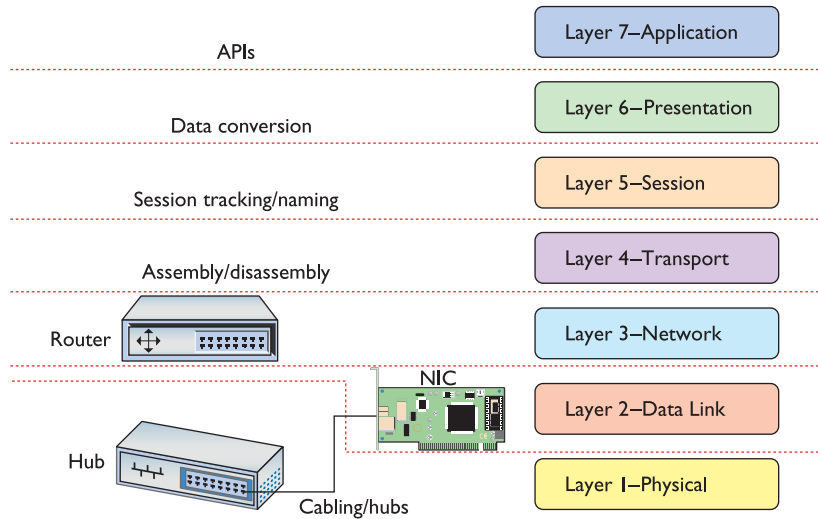 APIs
Layer 7–Application
Data conversion
Layer 6–Presentation
Session tracking/naming
Layer 5–Session
Assembly/disassembly
Layer 4–Transport
Router
Layer 3–Network
NIC
Layer 2–Data Link
Hub
Cabling/hubs
Layer 1–Physical